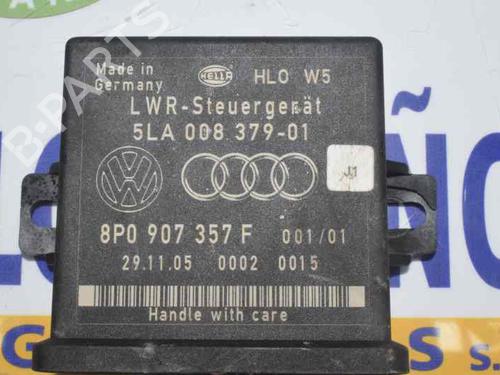 Made in
Germany
HELLA
HLO W5
LWR-Steuergerät
5LA 008 379-01
J1
8P0 907 357 F 001/01
29.11.05 0002 0015
Handle with care
B-PARTS